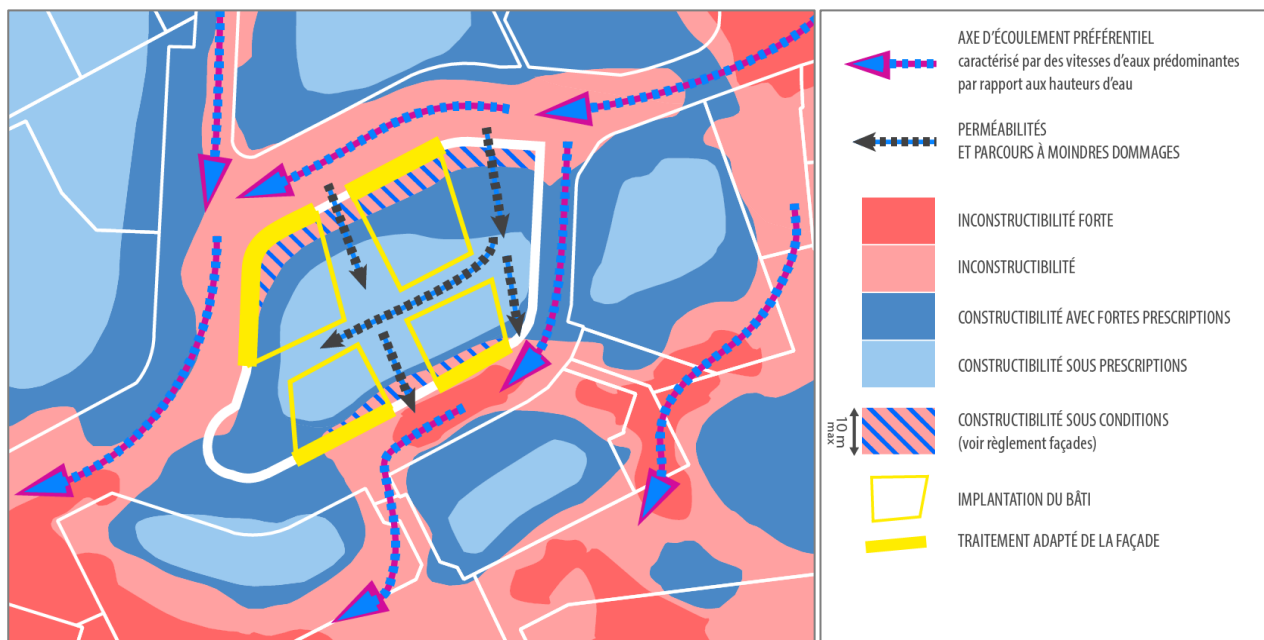 AXE D'ÉCOULEMENT PRÉFÉRENTIEL
caractérisé par des vitesses d'eaux prédominantes
par rapport aux hauteurs d'eau
PERMÉABILITÉS
ET PARCOURS À MOINDRES DOMMAGES
INCONSTRUCTIBILITÉ FORTE
INCONSTRUCTIBILITÉ
CONSTRUCTIBILITÉ AVEC FORTES PRESCRIPTIONS
CONSTRUCTIBILITÉ SOUS PRESCRIPTIONS
10 m
max
CONSTRUCTIBILITÉ SOUS CONDITIONS
(voir règlement façades)
IMPLANTATION DU BÂTI
TRAITEMENT ADAPTÉ DE LA FAÇADE